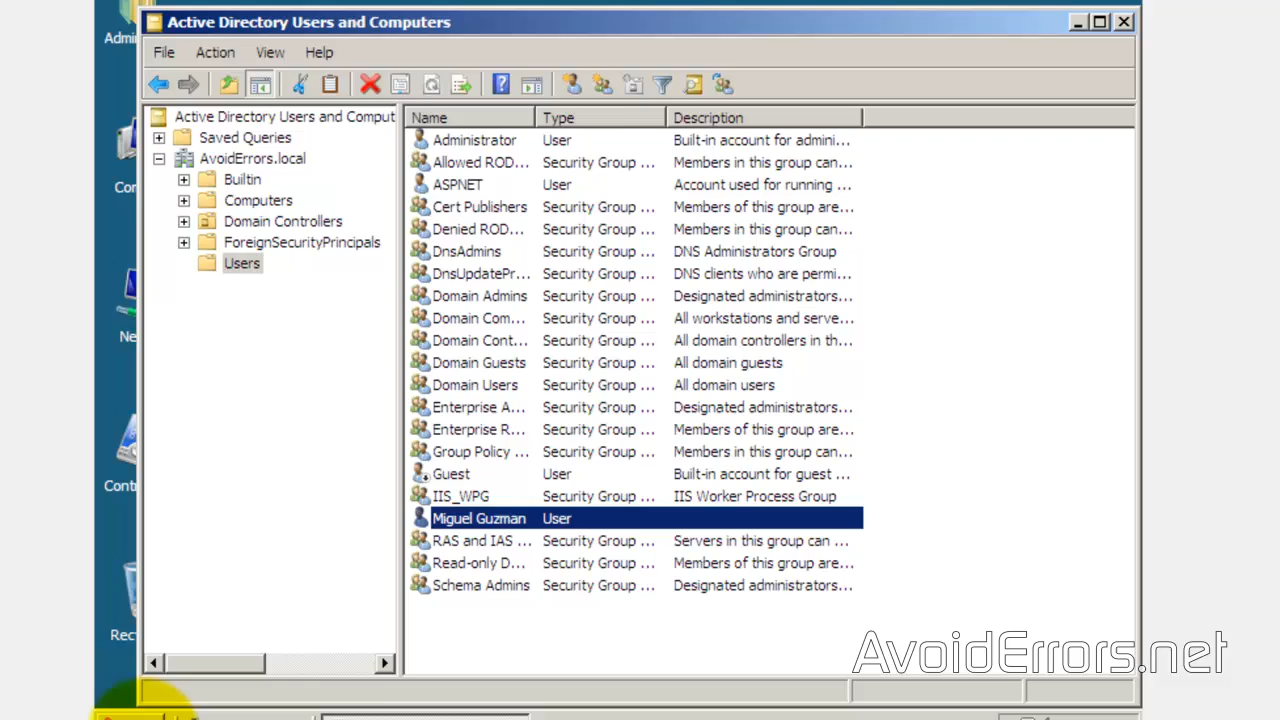 Admi
Active Directory Users and Computers
File Action View Help
Active Directory Users and Comput
Saved Queries
AvoidErrors.local
Builtin
Computers
Domain Controllers
ForeignSecurityPrincipals
Users
Name Type Description
Administrator User Built-in account for admini...
Allowed ROD... Security Group ... Members in this group can...
ASPNET User Account used for running ...
Cert Publishers Security Group ... Members of this group are...
Denied ROD... Security Group ... Members in this group can...
DnsAdmins Security Group ... DNS Administrators Group
DnsUpdatePr... Security Group ... DNS clients who are permi...
Domain Admins Security Group ... Designated administrators...
Domain Com... Security Group ... All workstations and serve...
Domain Cont... Security Group ... All domain controllers in th...
Domain Guests Security Group ... All domain guests
Domain Users Security Group ... All domain users
Enterprise A... Security Group ... Designated administrators...
Enterprise R... Security Group ... Members of this group are...
Group Policy ... Security Group ... Members in this group can...
Guest User Built-in account for guest ...
IIS_WPG Security Group ... IIS Worker Process Group
Miguel Guzman User
RAS and IAS ... Security Group ... Servers in this group can ...
Read-only D... Security Group ... Members of this group are...
Schema Admins Security Group ... Designated administrators...
Co
Ne
Cont
Rec
AvoidErrors.net